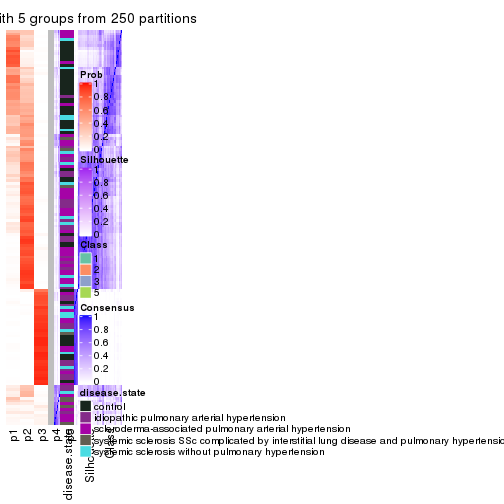 ith 5 groups from 250 partitions
Prob
1
0.8
0.6
0.4
0.2
0
Silhouette
1
0.8
0.6
0.4
0.2
0
Class
1
2
3
5
Consensus
1
0.8
0.6
0.4
0.2
0
disease.state
control
idiopathic pulmonary arterial hypertension
scleroderma-associated pulmonary arterial hypertension
systemic sclerosis SSc complicated by interstitial lung disease and pulmonary hypertensio
systemic sclerosis without pulmonary hypertension
p1
p2
p3
p4
disease.state